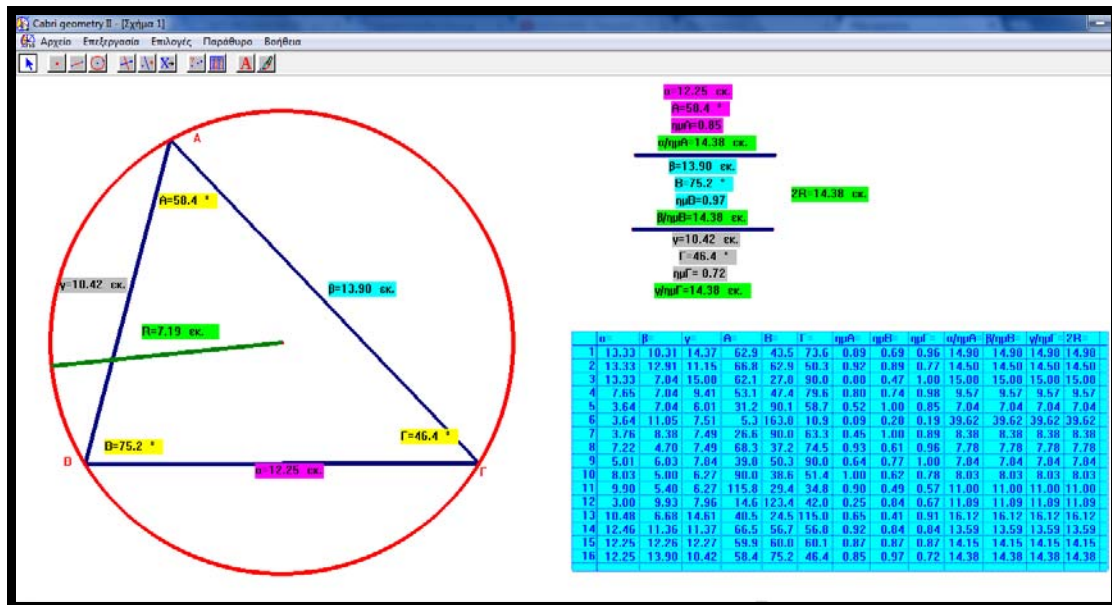 Cabri geometry II - [Σχήμα 1]
Αρχείο Επεξεργασία Επιλογές Παράθυρο Βοήθεια
A
A
A=58.4 °
γ=10.42 εκ.
β=13.90 εκ.
R=7.19 εκ.
B=75.2 °
Γ=46.4 °
B
α=12.25 εκ.
Γ
α=12.25 εκ.
A=58.4 °
ημA=0.85
α/ημA=14.38 εκ.
β=13.90 εκ.
B=75.2 °
ημB=0.97
β/ημB=14.38 εκ.
2R=14.38 εκ.
γ=10.42 εκ.
Γ=46.4 °
ημΓ= 0.72
γ/ημΓ=14.38 εκ.
α= β= γ= A= B= Γ= ημA= ημB= ημΓ= α/ημA= β/ημB= γ/ημΓ= 2R=
1 13.33 10.31 14.37 62.9 43.5 73.6 0.89 0.69 0.96 14.98 14.98 14.98 14.98
2 13.33 12.91 11.15 66.8 62.9 50.3 0.92 0.89 0.77 14.50 14.50 14.50 14.50
3 13.33 7.04 15.00 62.1 27.8 90.0 0.88 0.47 1.00 15.00 15.00 15.00 15.00
4 7.65 7.04 9.41 53.1 47.4 79.6 0.80 0.74 0.98 9.57 9.57 9.57 9.57
5 3.64 7.04 6.01 31.2 90.1 58.7 0.52 1.00 0.85 7.04 7.04 7.04 7.04
6 3.64 11.05 7.51 5.3 163.8 10.9 0.09 0.28 0.19 39.62 39.62 39.62 39.62
7 3.76 8.38 7.49 26.6 90.0 63.3 0.45 1.00 0.89 8.38 8.38 8.38 8.38
8 7.22 4.70 7.49 68.3 37.2 74.5 0.93 0.61 0.96 7.78 7.78 7.78 7.78
9 5.01 6.03 7.84 39.8 50.3 90.0 0.64 0.77 1.00 7.84 7.84 7.84 7.84
10 8.03 5.00 6.27 90.0 38.6 51.4 1.00 0.62 0.78 8.03 8.03 8.03 8.03
11 9.90 5.40 6.27 115.8 29.4 34.8 0.90 0.49 0.57 11.00 11.00 11.00 11.00
12 3.00 9.93 7.96 14.6 123.4 42.0 0.25 0.84 0.67 11.89 11.89 11.89 11.89
13 10.48 6.68 14.61 40.5 24.5 115.0 0.65 0.41 0.91 16.12 16.12 16.12 16.12
14 12.46 11.36 11.37 66.5 56.7 56.8 0.92 0.84 0.84 13.59 13.59 13.59 13.59
15 12.25 12.26 12.27 59.9 60.0 60.1 0.87 0.87 0.87 14.15 14.15 14.15 14.15
16 12.25 13.90 10.42 58.4 75.2 46.4 0.85 0.97 0.72 14.38 14.38 14.38 14.38